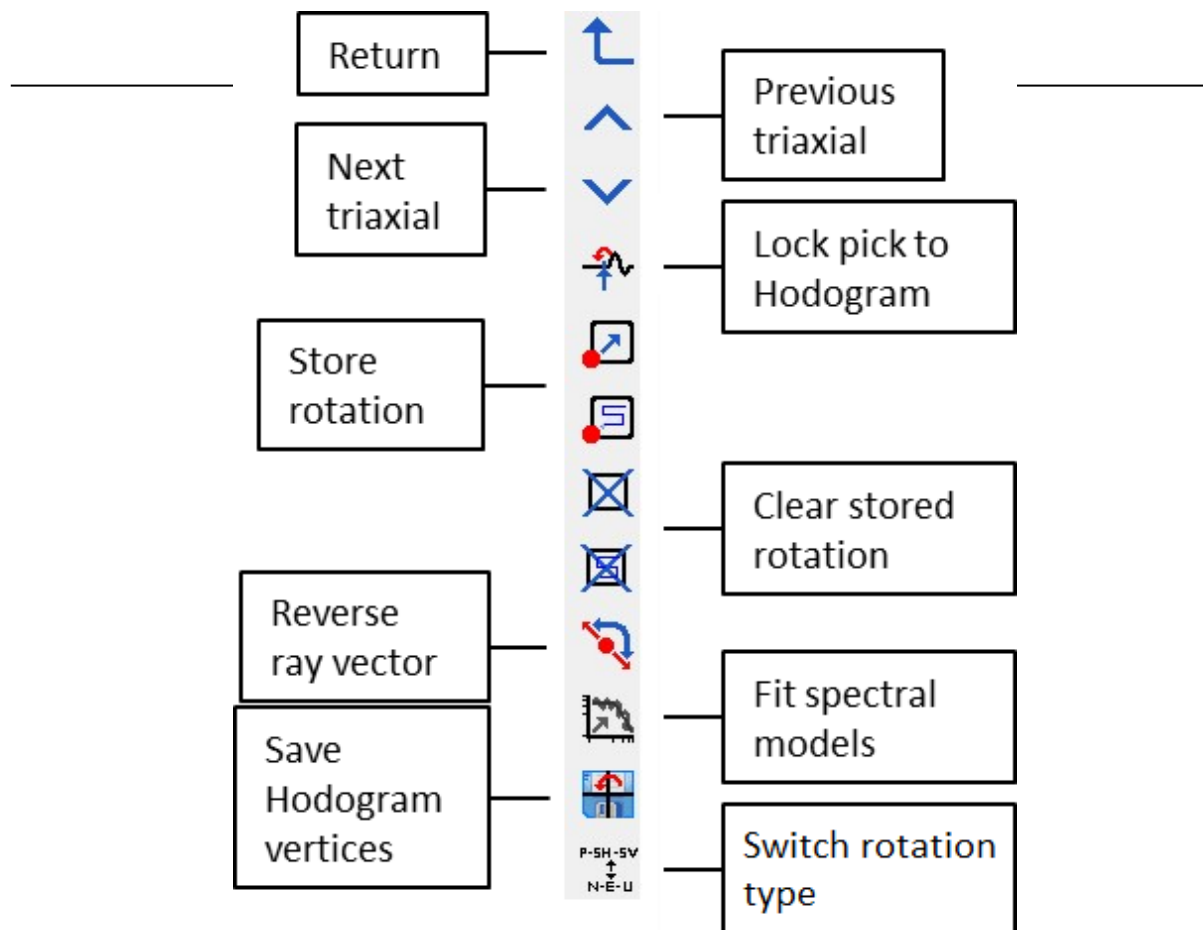 Return
Previous
triaxial
Next
triaxial
Lock pick to
Hodogram
Store
rotation
S
Clear stored
rotation
S
Reverse
ray vector
Fit spectral
models
Save
Hodogram
vertices
P-SH-SV
N-E-U
Switch rotation
type